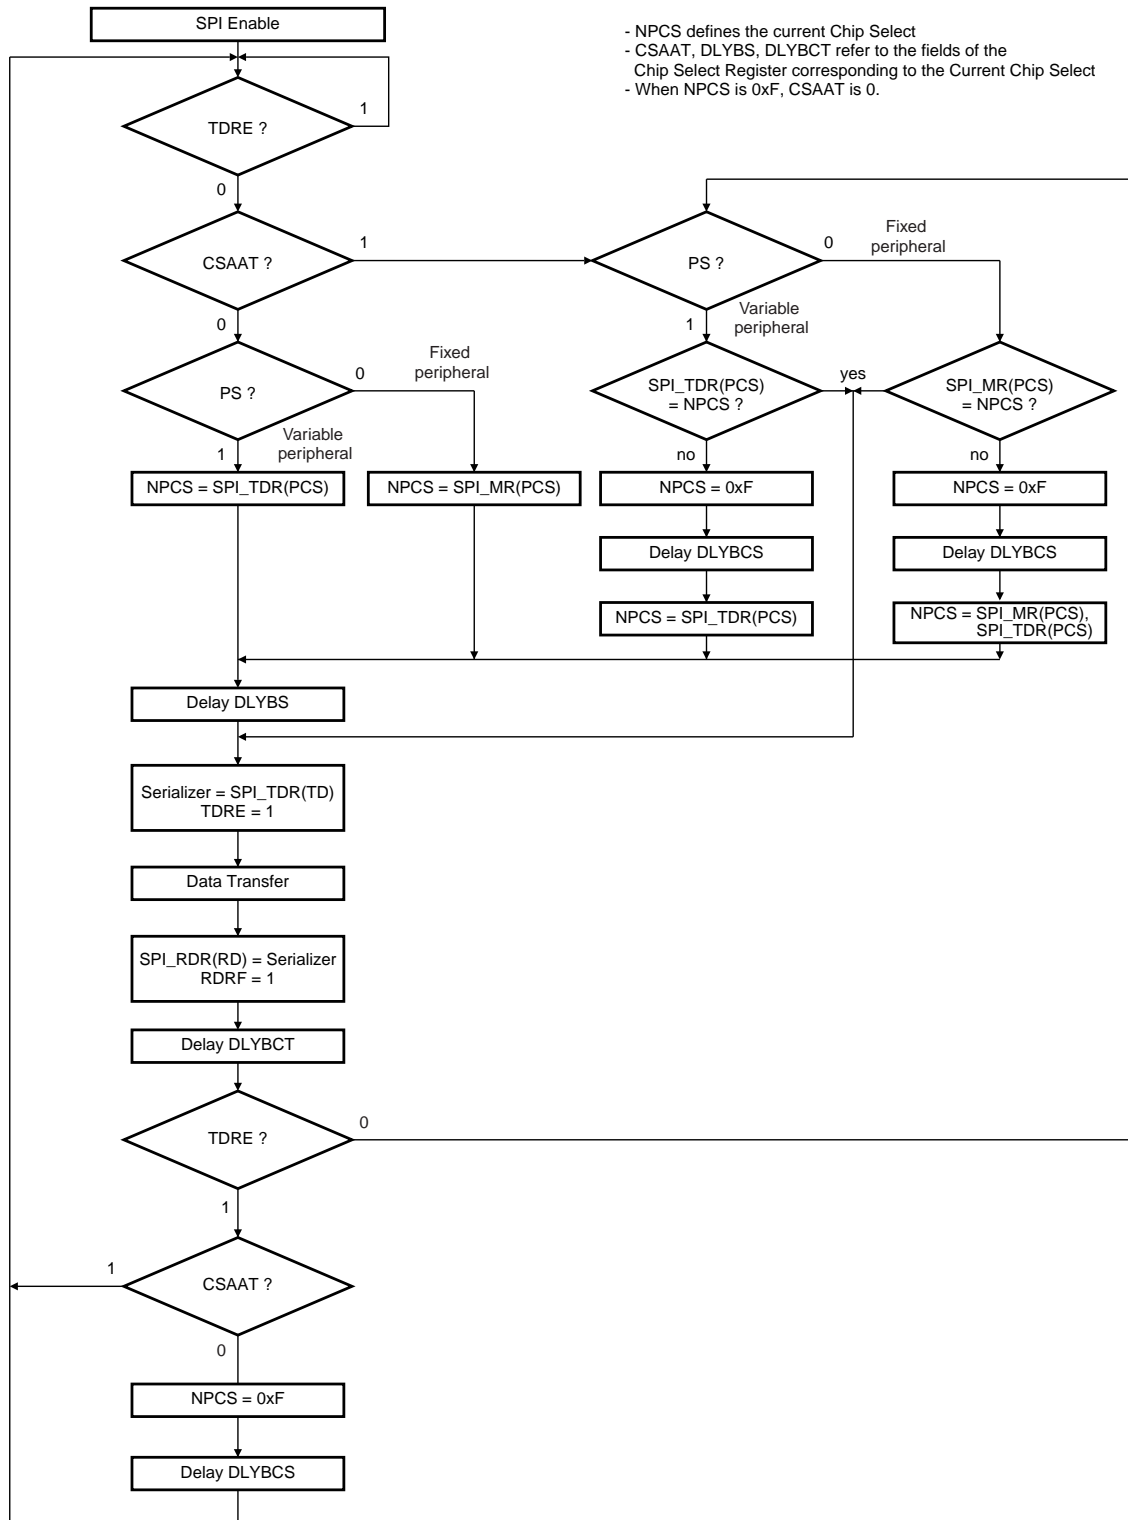 SPI Enable
- NPCS defines the current Chip Select
- CSAAT, DLYBS, DLYBCT refer to the fields of the
Chip Select Register corresponding to the Current Chip Select
- When NPCS is 0xF, CSAAT is 0.
TDRE ?
1
0
CSAAT ?
1
PS ?
0
Fixed
peripheral
0
1
Variable
peripheral
PS ?
0
Fixed
peripheral
1
Variable
peripheral
SPI_TDR(PCS)
= NPCS ?
yes
SPI_MR(PCS)
= NPCS ?
no
no
NPCS = SPI_TDR(PCS)
NPCS = SPI_MR(PCS)
NPCS = 0xF
NPCS = 0xF
Delay DLYBCS
Delay DLYBCS
NPCS = SPI_TDR(PCS)
NPCS = SPI_MR(PCS),
SPI_TDR(PCS)
Delay DLYBS
Serializer = SPI_TDR(TD)
TDRE = 1
Data Transfer
SPI_RDR(RD) = Serializer
RDRF = 1
Delay DLYBCT
TDRE ?
0
1
CSAAT ?
1
0
NPCS = 0xF
Delay DLYBCS